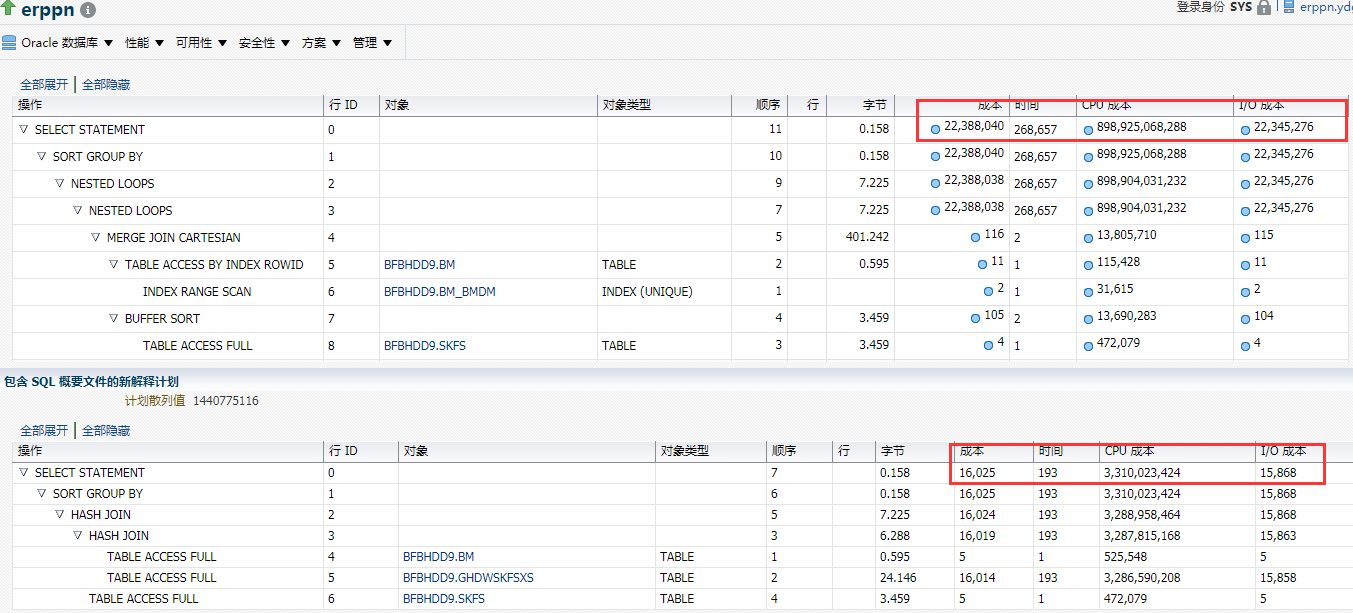 erppn
登录身份 SYS erppn.yd
Oracle 数据库 性能 可用性 安全性 方案 管理
全部展开 全部隐藏
操作 行 ID 对象 对象类型 顺序 行 字节 成本 时间 CPU 成本 I/O 成本
SELECT STATEMENT 0 11 0.158 22,388,040 268,657 898,925,068,288 22,345,276
SORT GROUP BY 1 10 0.158 22,388,040 268,657 898,925,068,288 22,345,276
NESTED LOOPS 2 9 7.225 22,388,038 268,657 898,904,031,232 22,345,276
NESTED LOOPS 3 7 7.225 22,388,038 268,657 898,904,031,232 22,345,276
MERGE JOIN CARTESIAN 4 5 401.242 116 2 13,805,710 115
TABLE ACCESS BY INDEX ROWID 5 BFBHDD9.BM TABLE 2 0.595 11 1 115,428 11
INDEX RANGE SCAN 6 BFBHDD9.BM_BMDM INDEX (UNIQUE) 1 2 1 31,615 2
BUFFER SORT 7 4 3.459 105 2 13,690,283 104
TABLE ACCESS FULL 8 BFBHDD9.SKFS TABLE 3 3.459 4 1 472,079 4
包含 SQL 概要文件的新解释计划
计划散列值 1440775116
全部展开 全部隐藏
操作 行 ID 对象 对象类型 顺序 行 字节 成本 时间 CPU 成本 I/O 成本
SELECT STATEMENT 0 7 0.158 16,025 193 3,310,023,424 15,868
SORT GROUP BY 1 6 0.158 16,025 193 3,310,023,424 15,868
HASH JOIN 2 5 7.225 16,024 193 3,288,958,464 15,868
HASH JOIN 3 3 6.288 16,019 193 3,287,815,168 15,863
TABLE ACCESS FULL 4 BFBHDD9.BM TABLE 1 0.595 5 1 525,548 5
TABLE ACCESS FULL 5 BFBHDD9.GHDWSKFSXS TABLE 2 24.146 16,014 193 3,286,590,208 15,858
TABLE ACCESS FULL 6 BFBHDD9.SKFS TABLE 4 3.459 5 1 472,079 5